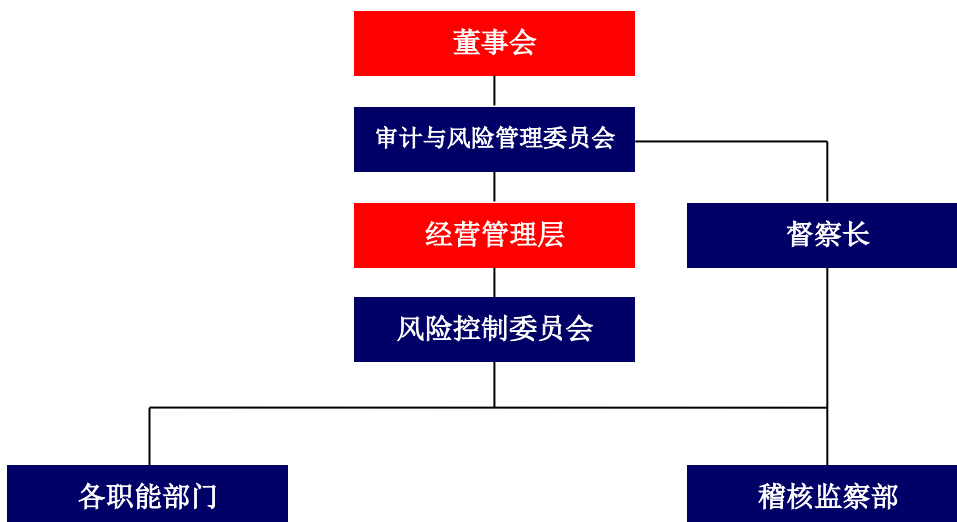 董事会
审计与风险管理委员会
经营管理层
督察长
风险控制委员会
各职能部门
稽核监察部